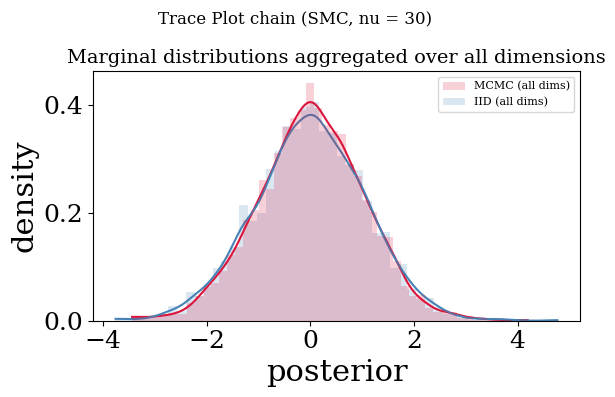 Trace Plot chain (SMC, nu = 30)
Marginal distributions aggregated over all dimensions
MCMC (all dims)
IID (all dims)
density
0.4
0.2
0.0
−4 −2 0 2 4
posterior